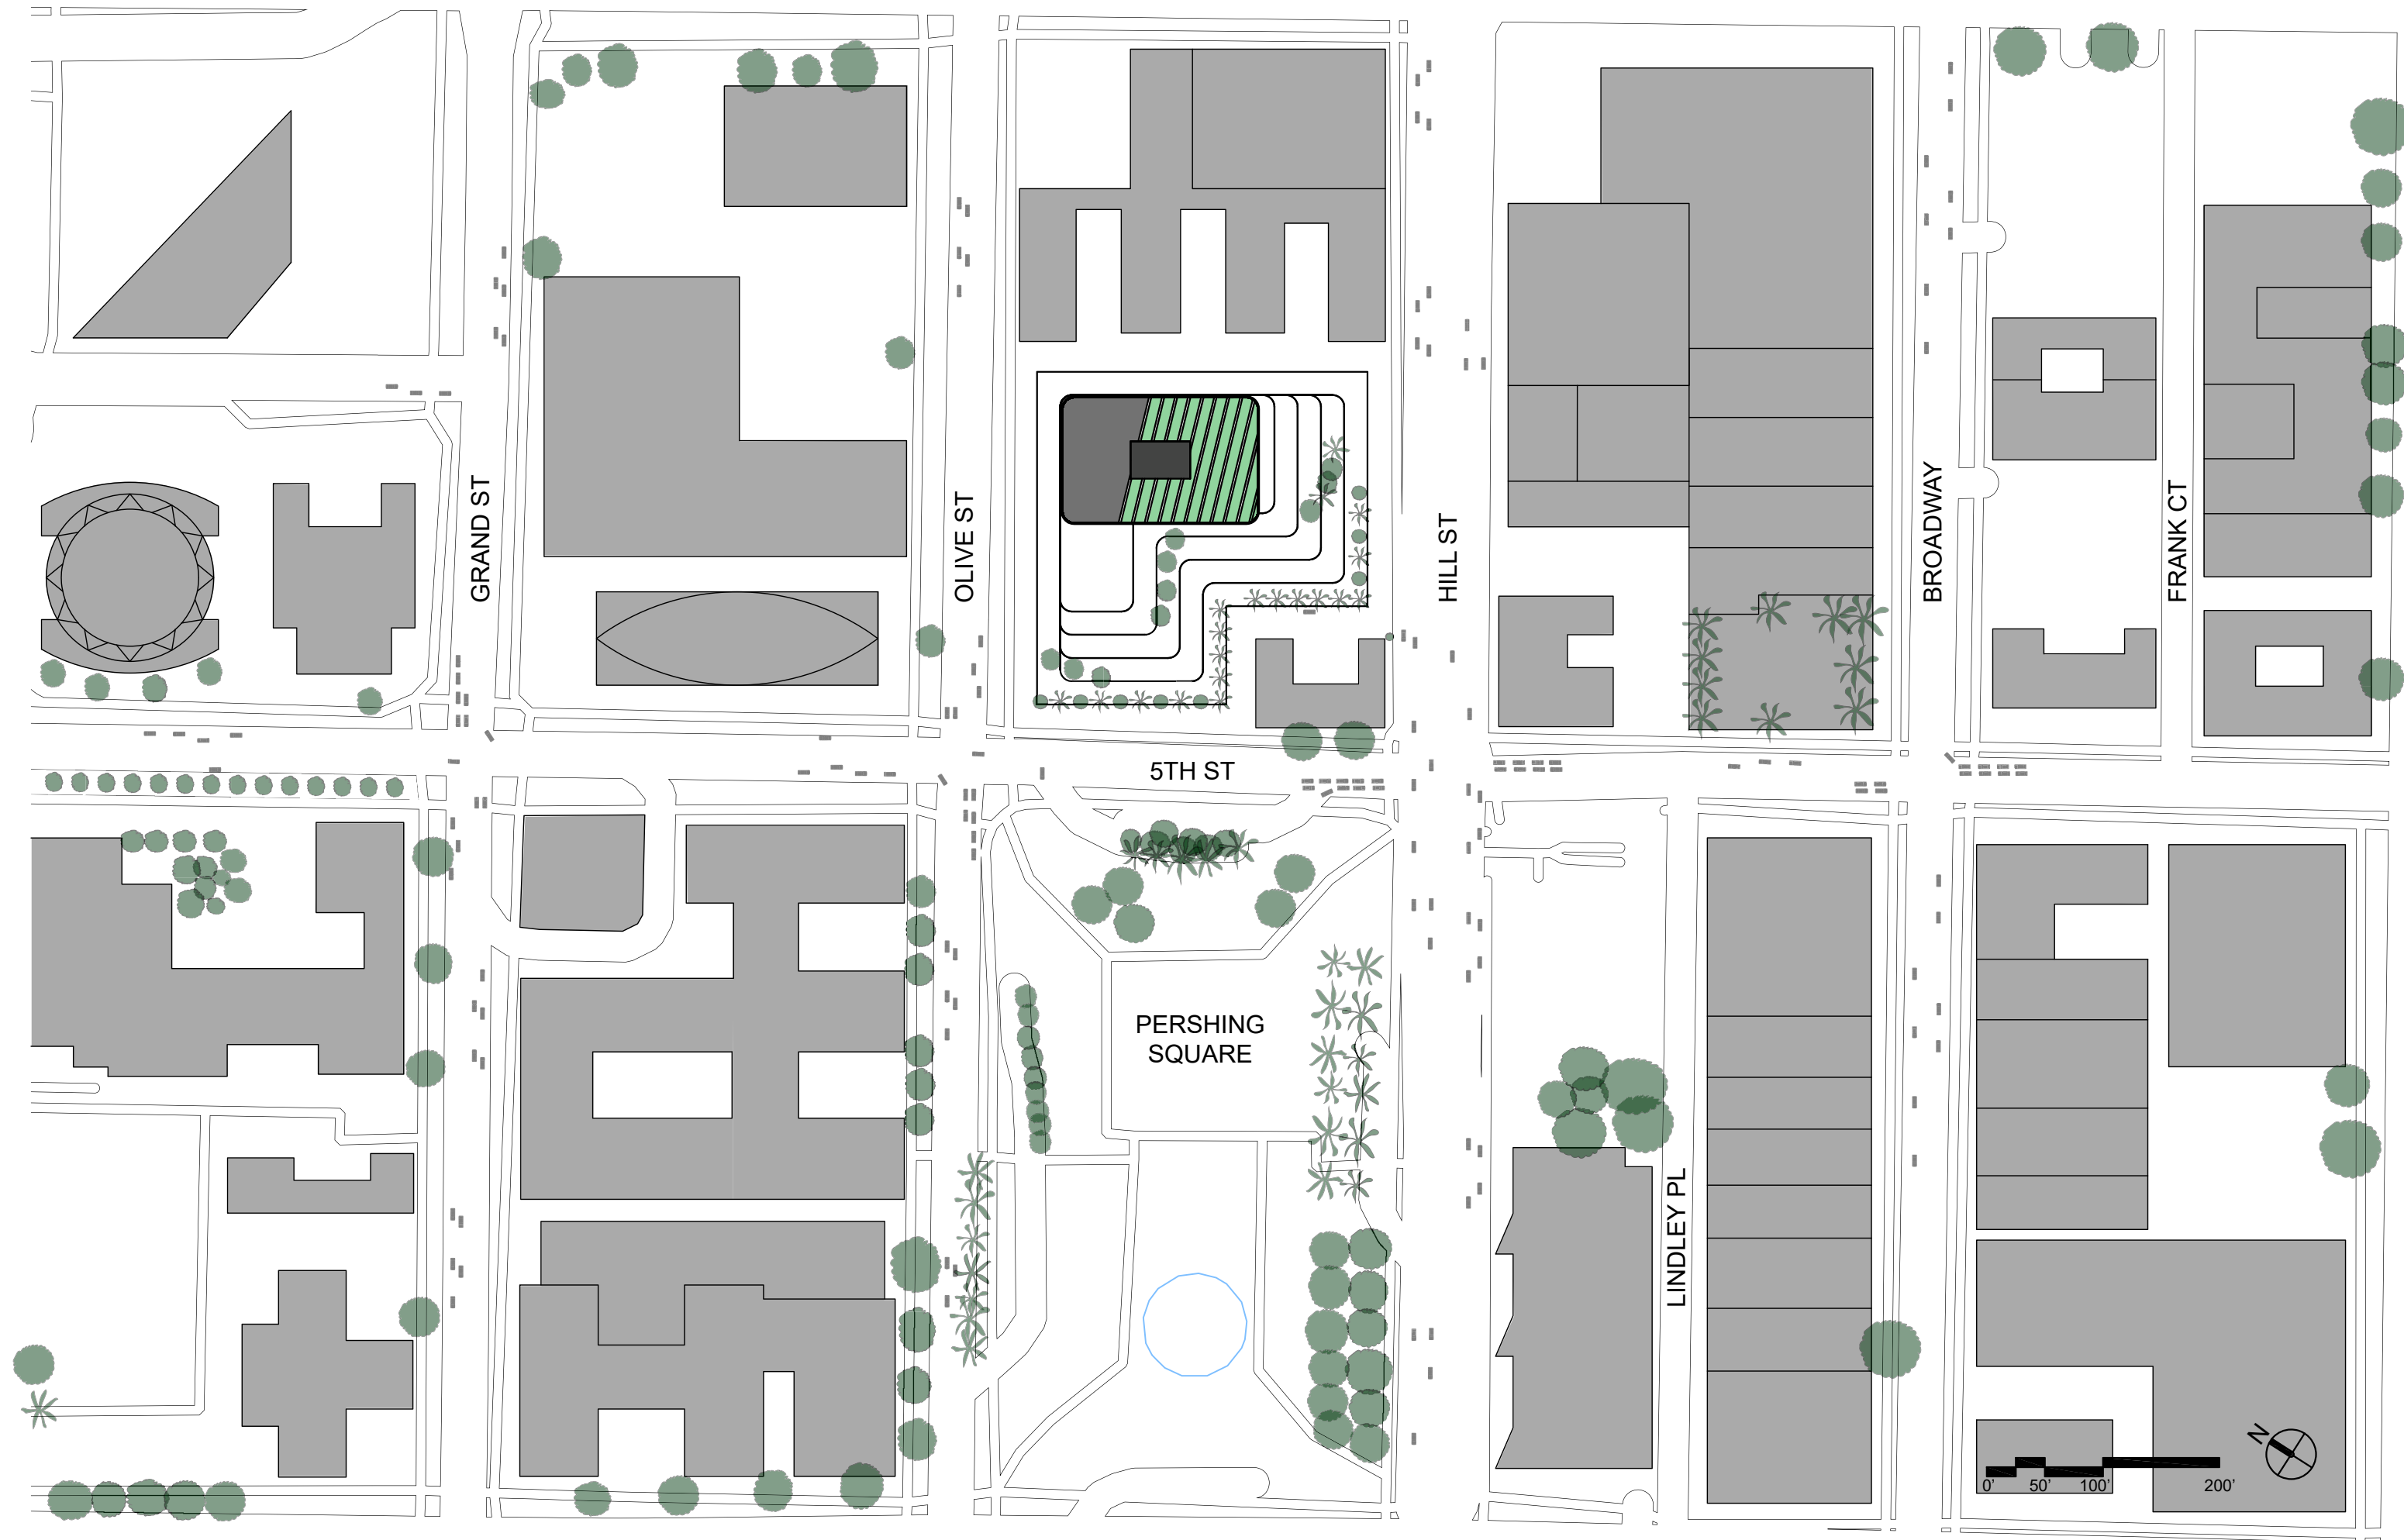 GRAND ST
OLIVE ST
HILL ST
BROADWAY
FRANK CT
5TH ST
PERSHING
SQUARE
LINDLEY PL
N
0' 50' 100' 200'